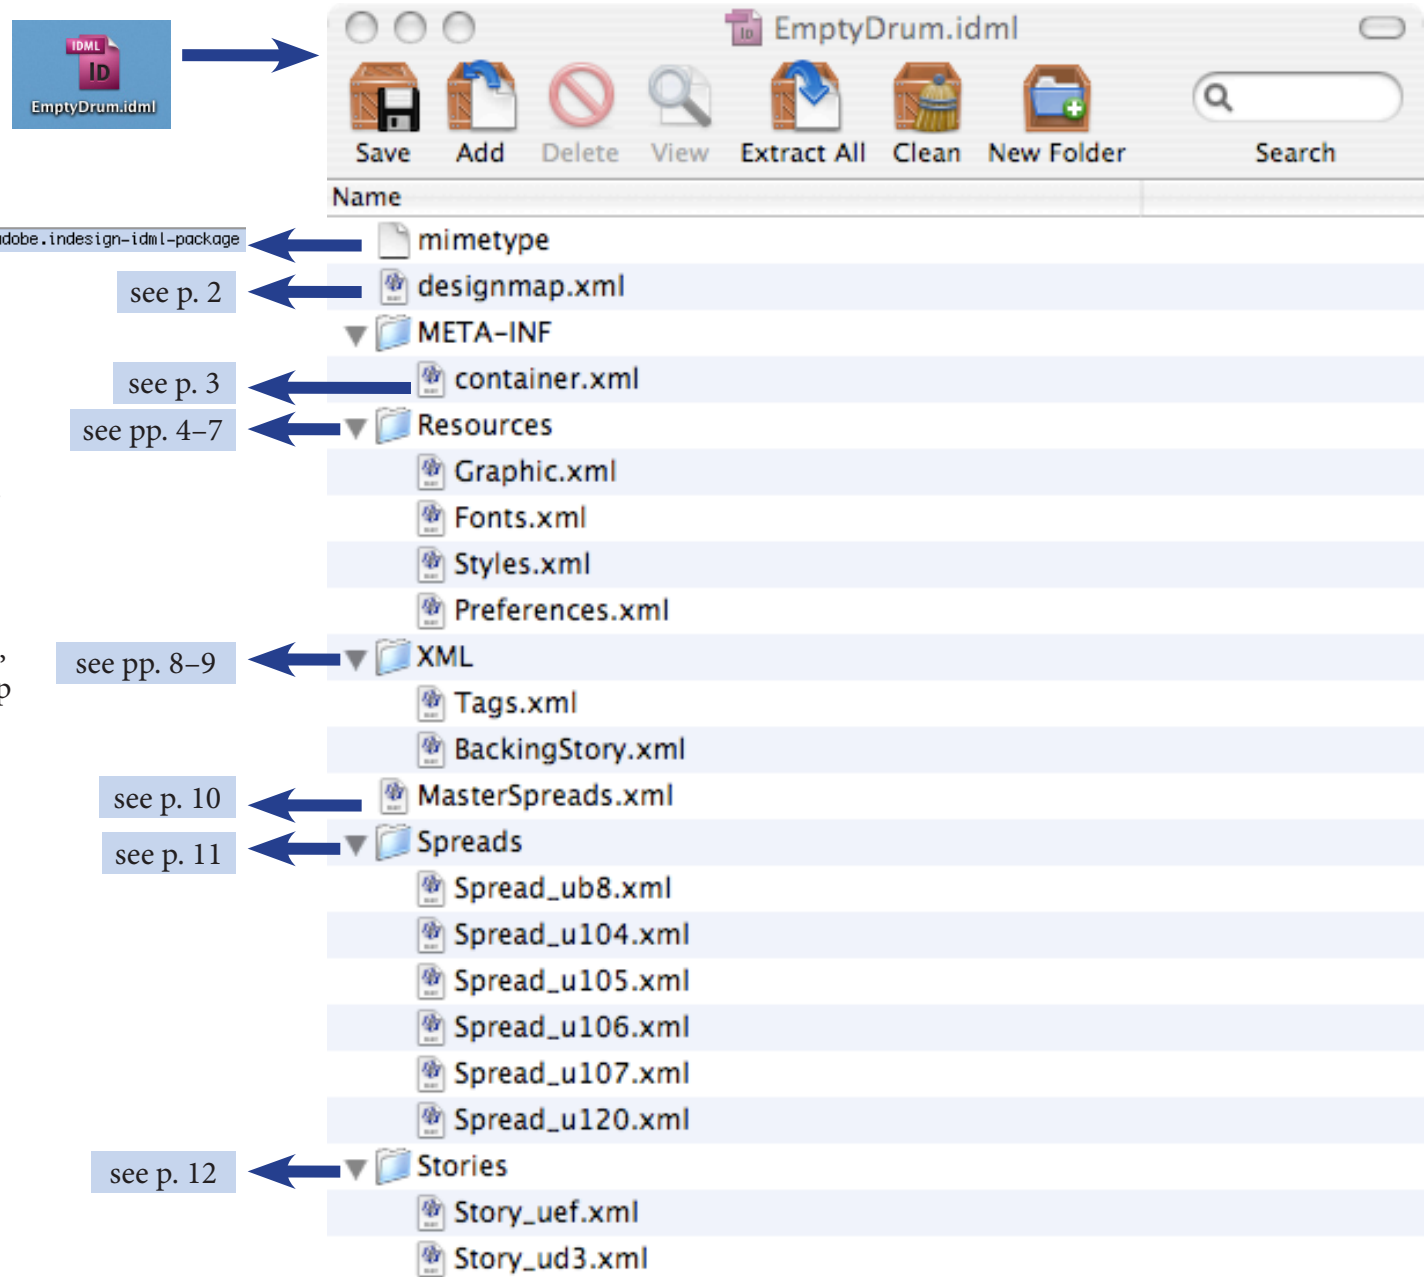 IDML
ID
EmptyDrum.idml
ID
EmptyDrum.idml
Save Add Delete View Extract All Clean New Folder Search
Name
adobe.indesign-idml-package
mimetype
see p. 2
designmap.xml
META-INF
see p. 3
container.xml
see pp. 4–7
Resources
Graphic.xml
Fonts.xml
Styles.xml
Preferences.xml
,
see pp. 8–9
XML
p
Tags.xml
BackingStory.xml
see p. 10
MasterSpreads.xml
see p. 11
Spreads
Spread_ub8.xml
Spread_u104.xml
Spread_u105.xml
Spread_u106.xml
Spread_u107.xml
Spread_u120.xml
see p. 12
Stories
Story_uef.xml
Story_ud3.xml